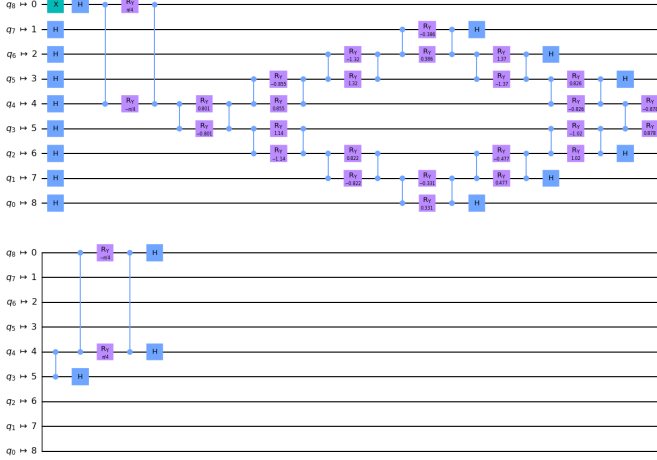 q8 ↦ 0 X H RY π/4
q7 ↦ 1 H RY −0.386 H
q6 ↦ 2 H RY −1.32 RY 0.386 RY 1.37 H
q5 ↦ 3 H RY −0.855 RY 1.32 RY −1.37 RY 0.826 H
q4 ↦ 4 H RY −π/4 RY 0.801 RY 0.855 RY −0.826 RY
q3 ↦ 5 H RY −0.801 RY 1.14 RY −1.02 RY 0.878
q2 ↦ 6 H RY −1.14 RY 0.822 RY −0.477 RY 1.02 H
q1 ↦ 7 H RY −0.822 RY −0.331 RY 0.477 H
q0 ↦ 8 H RY 0.331 H
q8 ↦ 0 RY −π/4 H
q7 ↦ 1
q6 ↦ 2
q5 ↦ 3
q4 ↦ 4 RY π/4 H
q3 ↦ 5 H
q2 ↦ 6
q1 ↦ 7
q0 ↦ 8